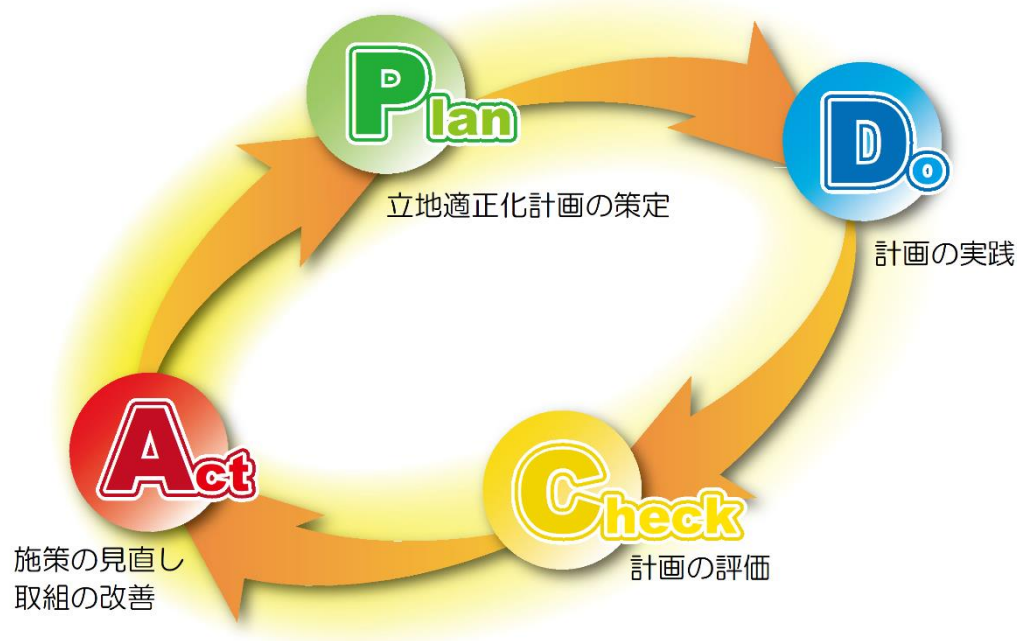 Plan
立地適正化計画の策定
Do
計画の実践
Check
計画の評価
Act
施策の見直し
取組の改善